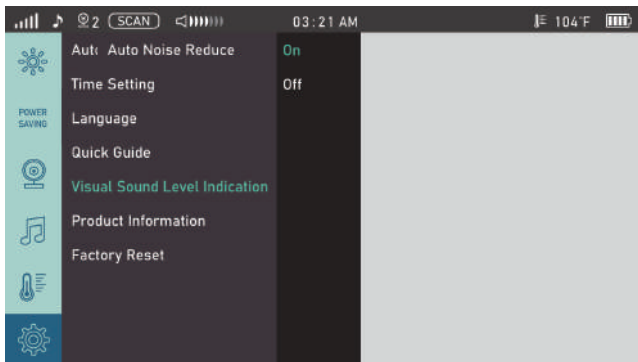 2 SCAN 03:21 AM 104°F
Aut Auto Noise Reduce On
Time Setting Off
POWER
SAVING
Language
Quick Guide
Visual Sound Level Indication
Product Information
Factory Reset